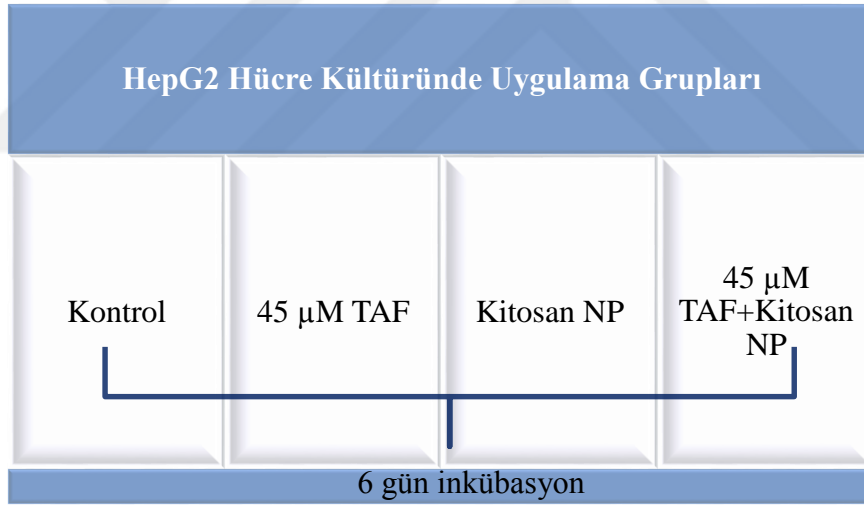 HepG2 Hücre Kültüründe Uygulama Grupları
Kontrol
45 µM TAF
Kitosan NP
45 µM
TAF+Kitosan
NP
6 gün inkübasyon